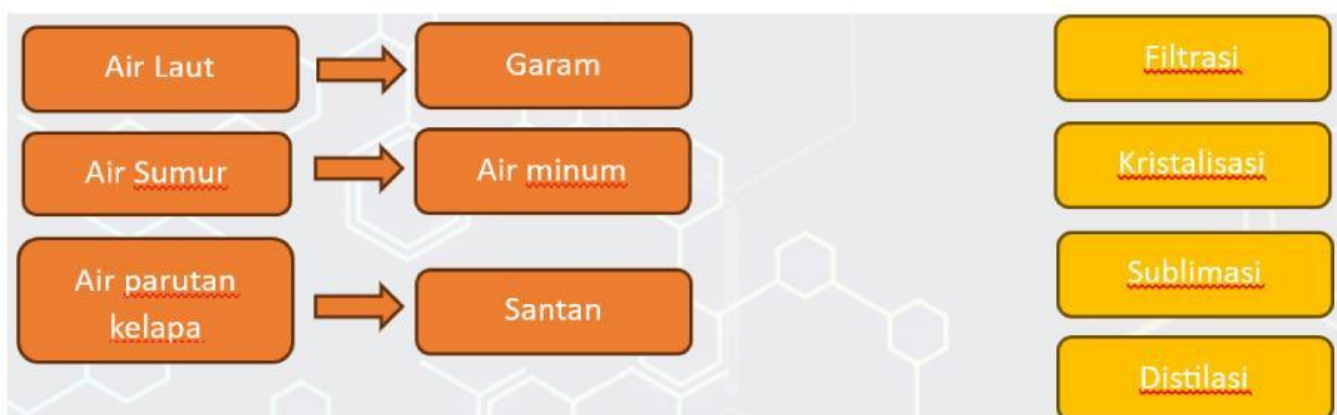 Air Laut
Garam
Filtrasi
Air Sumur
Air minum
Kristalisasi
Air parutan
kelapa
Santan
Sublimasi
Distilasi